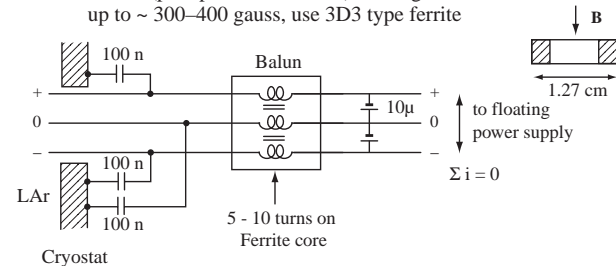 up to ~ 300–400 gauss, use 3D3 type ferrite
B
100 n
Balun
1.27 cm
+
10μ
+
0
0
to floating
power supply
–
–
100 n
Σ i = 0
LAr
100 n
5 - 10 turns on
Ferrite core
Cryostat